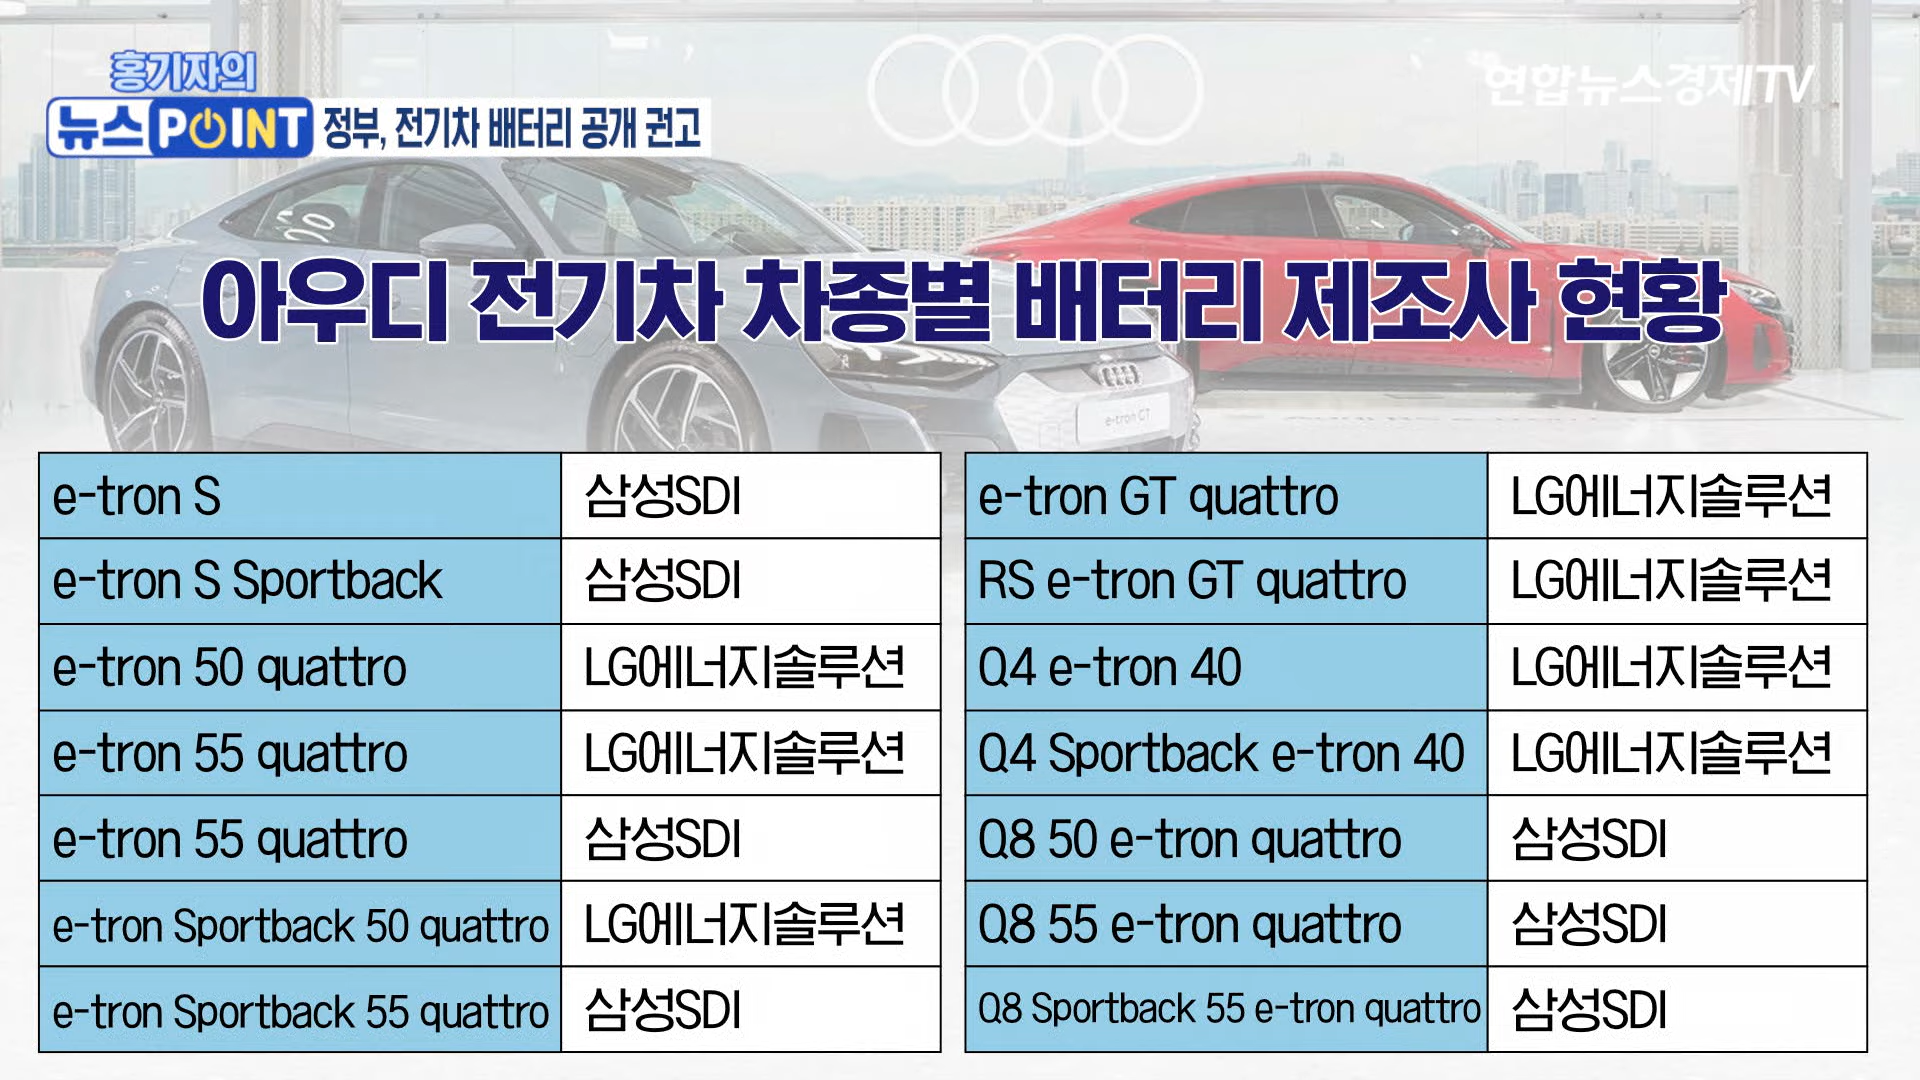 홍기자의
뉴스 POINT 정부, 전기차 배터리 공개 권고
연합뉴스경제TV
아우디 전기차 차종별 배터리 제조사 현황
e-tron GT
e-tron S 삼성SDI
e-tron S Sportback 삼성SDI
e-tron 50 quattro LG에너지솔루션
e-tron 55 quattro LG에너지솔루션
e-tron 55 quattro 삼성SDI
e-tron Sportback 50 quattro LG에너지솔루션
e-tron Sportback 55 quattro 삼성SDI
e-tron GT quattro LG에너지솔루션
RS e-tron GT quattro LG에너지솔루션
Q4 e-tron 40 LG에너지솔루션
Q4 Sportback e-tron 40 LG에너지솔루션
Q8 50 e-tron quattro 삼성SDI
Q8 55 e-tron quattro 삼성SDI
Q8 Sportback 55 e-tron quattro 삼성SDI